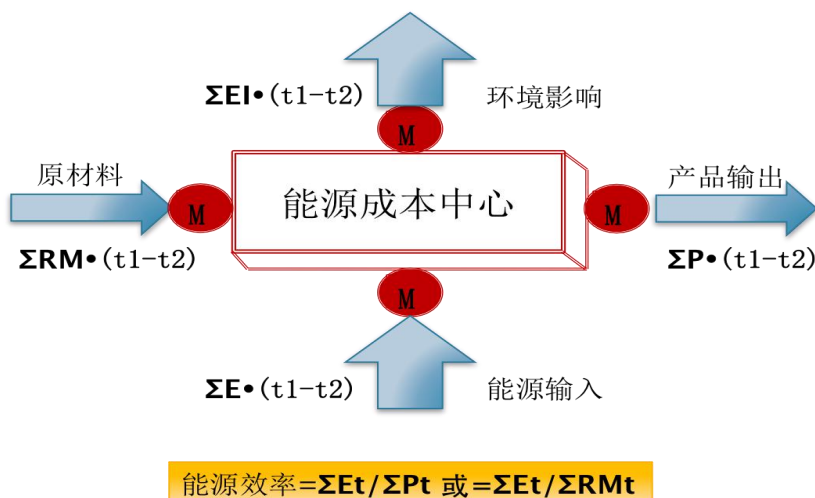 ΣEI•(t1-t2)
环境影响
M
原材料
M
能源成本中心
M
产品输出
ΣRM•(t1-t2)
ΣP•(t1-t2)
M
ΣE•(t1-t2)
能源输入
能源效率=ΣEt/ΣPt 或=ΣEt/ΣRMt